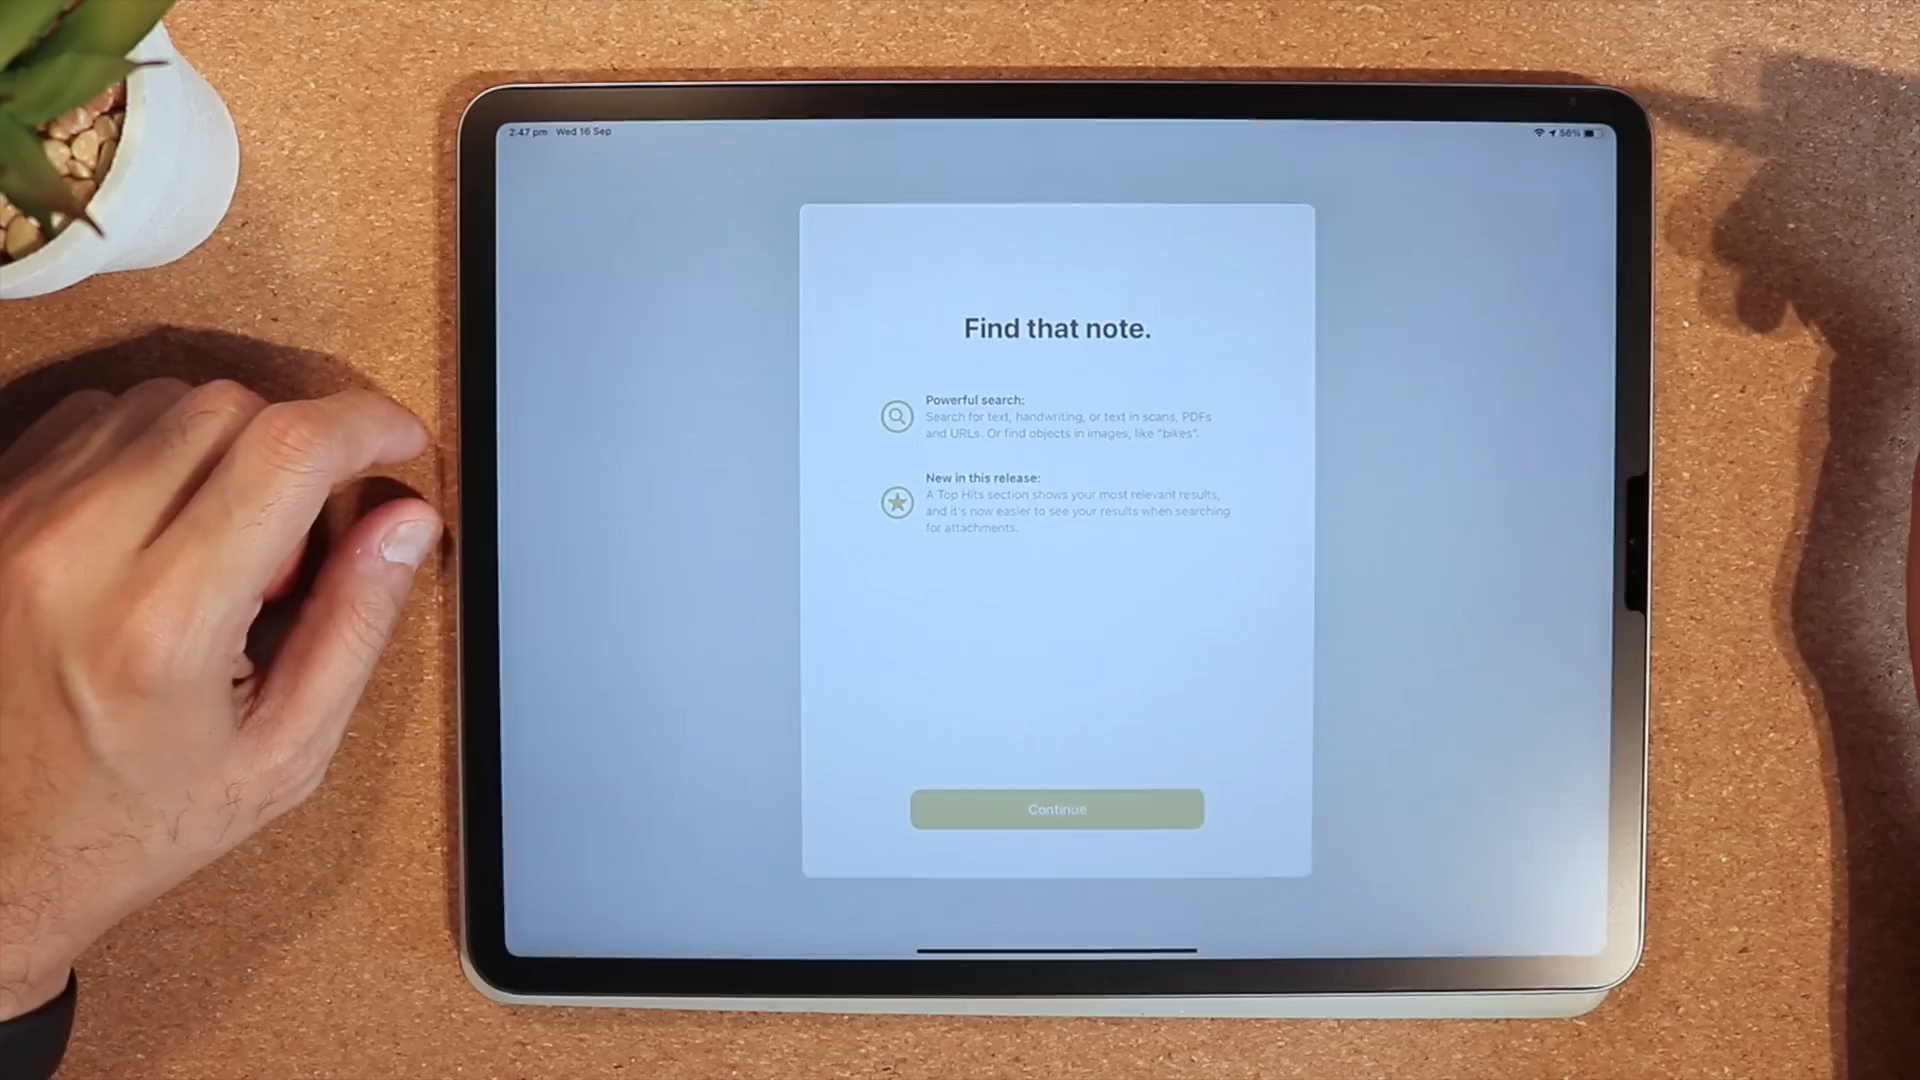 2:47 pm Wed 16 Sep
56%
Find that note.
Powerful search:
Search for text, handwriting, or text in scans, PDFs
and URLs. Or find objects in images, like "bikes".
New in this release:
A Top Hits section shows your most relevant results,
and it's now easier to see your results when searching
for attachments.
Continue